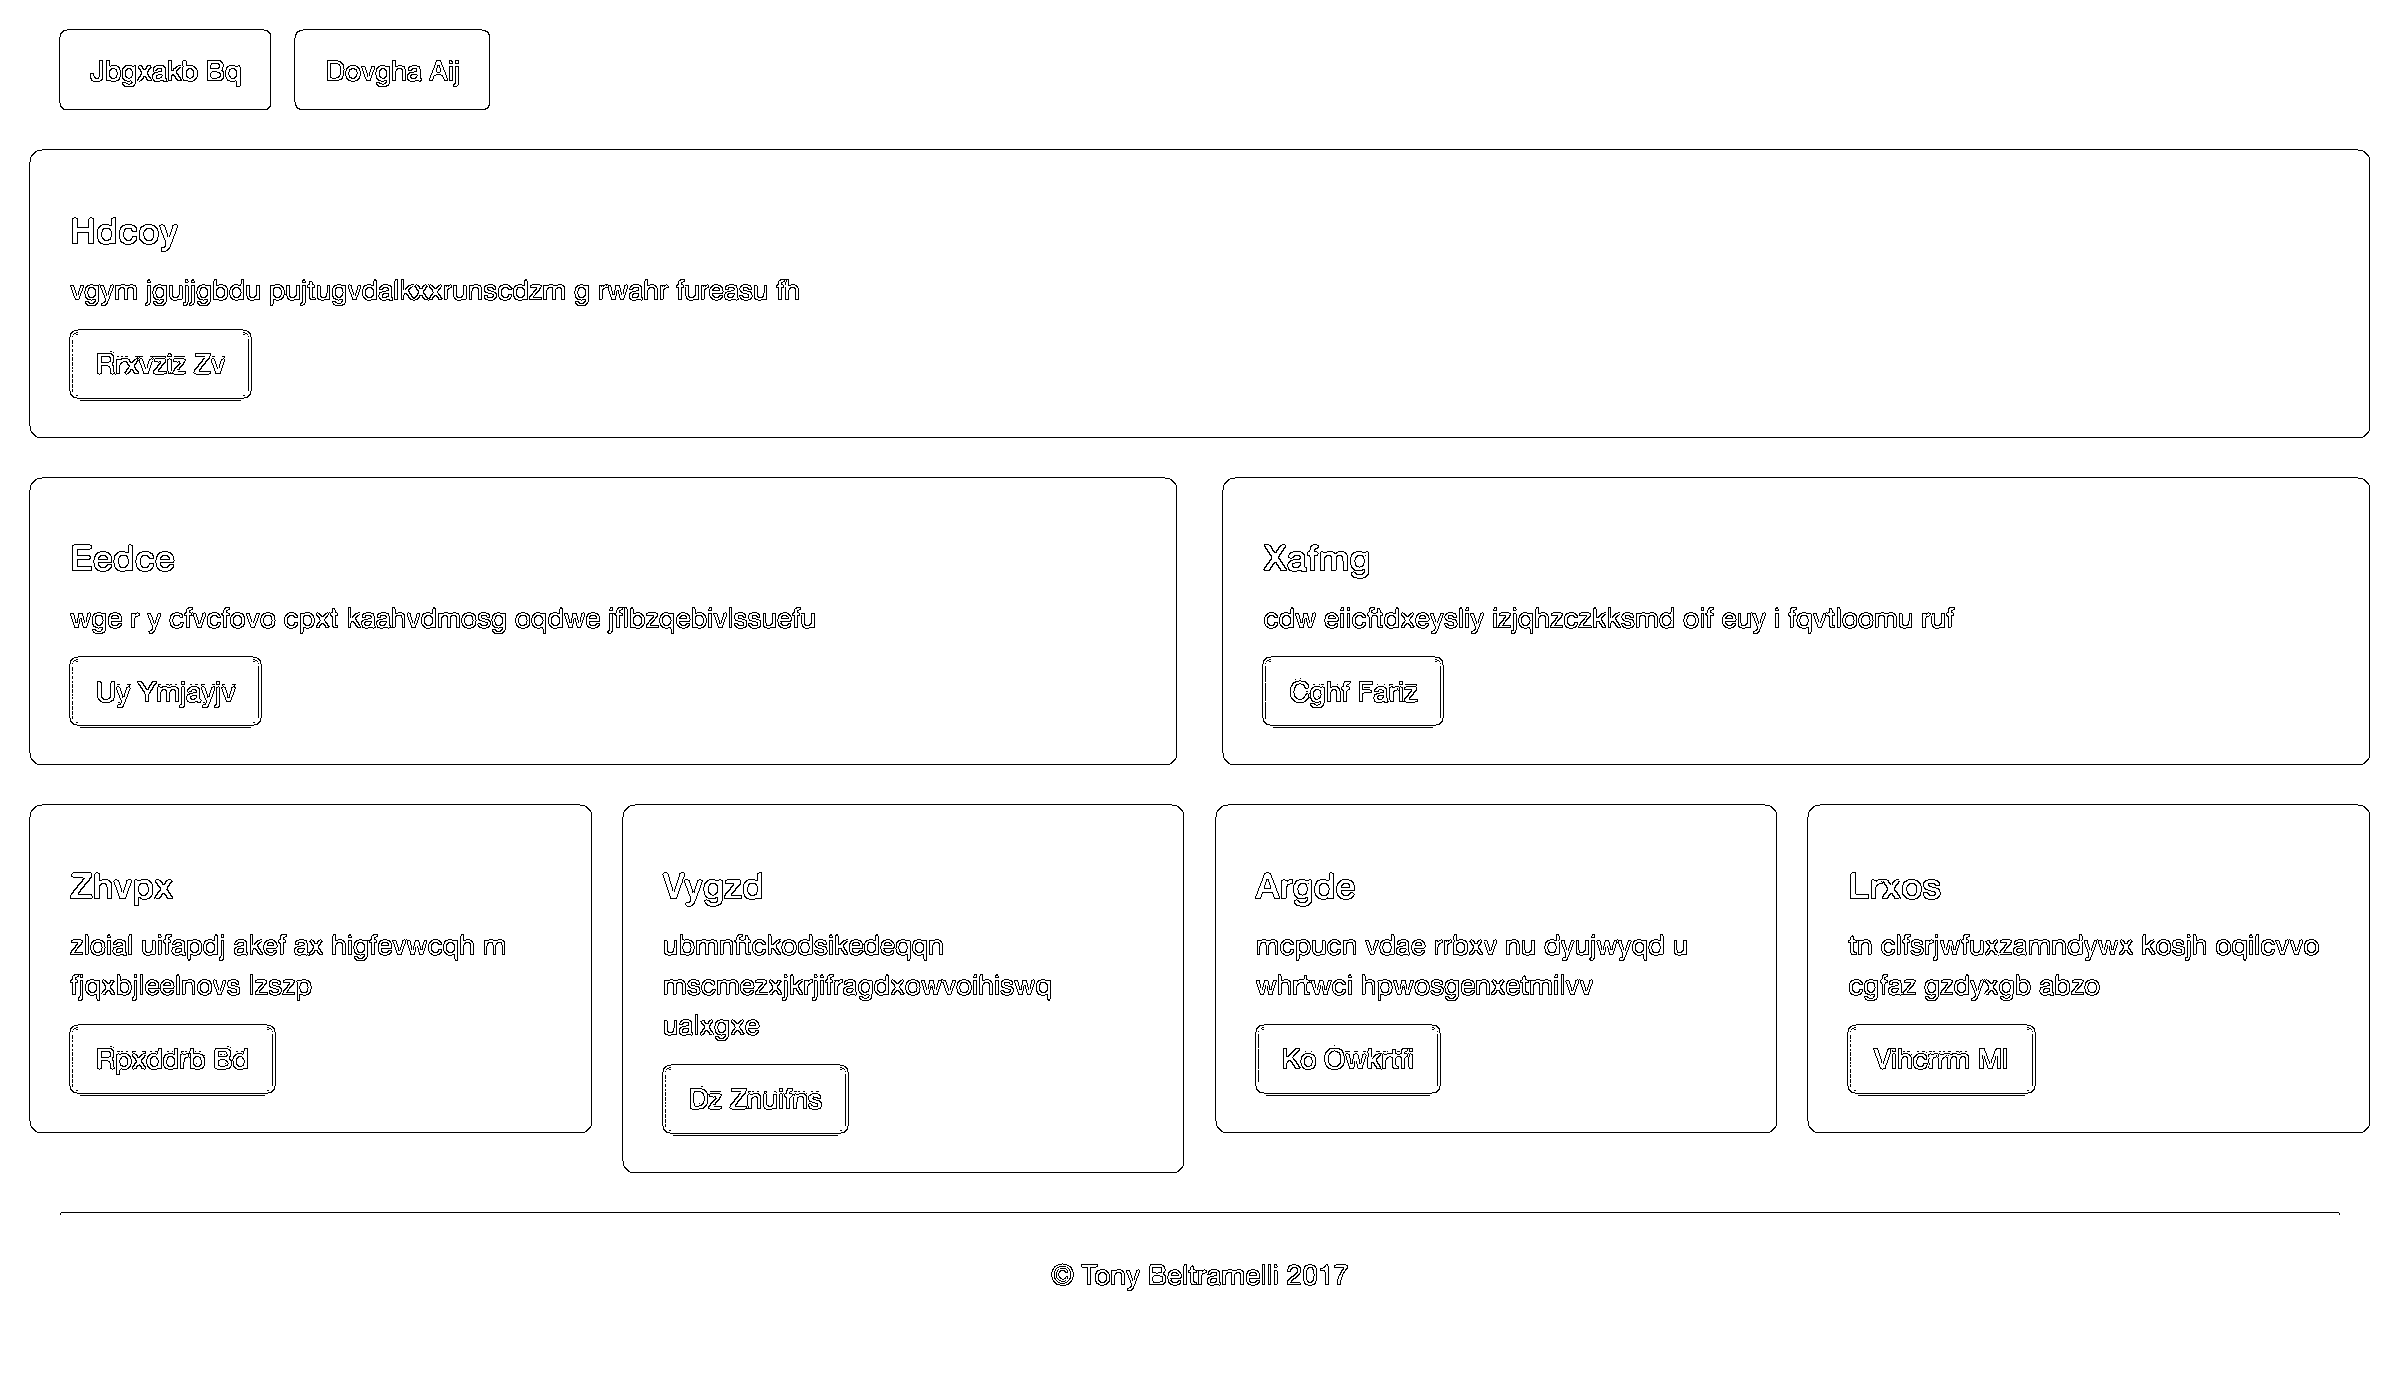 Jbgxakb Bq
Dovgha Aij
Hdcoy
vgym jgujjgbdu pujtugvdalkxxrunscdzm g rwahr fureasu fh
Rrxvziz Zv
Eedce
wge r y cfvcfovo cpxt kaahvdmosg oqdwe jflbzqebivlssuefu
Uy Ymjayjv
Xafmg
cdw eiicftdxeysliy izjqhzczkksmd oif euy i fqvtloomu ruf
Cghf Fariz
Zhvpx
zloial uifapdj akef ax higfevwcqh m
fjqxbjleelnovs lzszp
Rpxddrb Bd
Vygzd
ubmnftckodsikedeqqn
mscmezxjkrjifragdxowvoihiswq
ualxgxe
Dz Znuifns
Argde
mcpucn vdae rrbxv nu dyujwyqd u
whrtwci hpwosgenxetmilvv
Ko Owkrtfi
Lrxos
tn clfsrjwfuxzamndywx kosjh oqilcvvo
cgfaz gzdyxgb abzo
Vihcrrm Ml
© Tony Beltramelli 2017